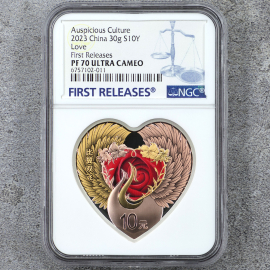 Auspicious Culture
2023 China 30g S10Y
Love
First Releases
PF 70 ULTRA CAMEO
6757102-011
FIRST RELEASES®
NGC
10元